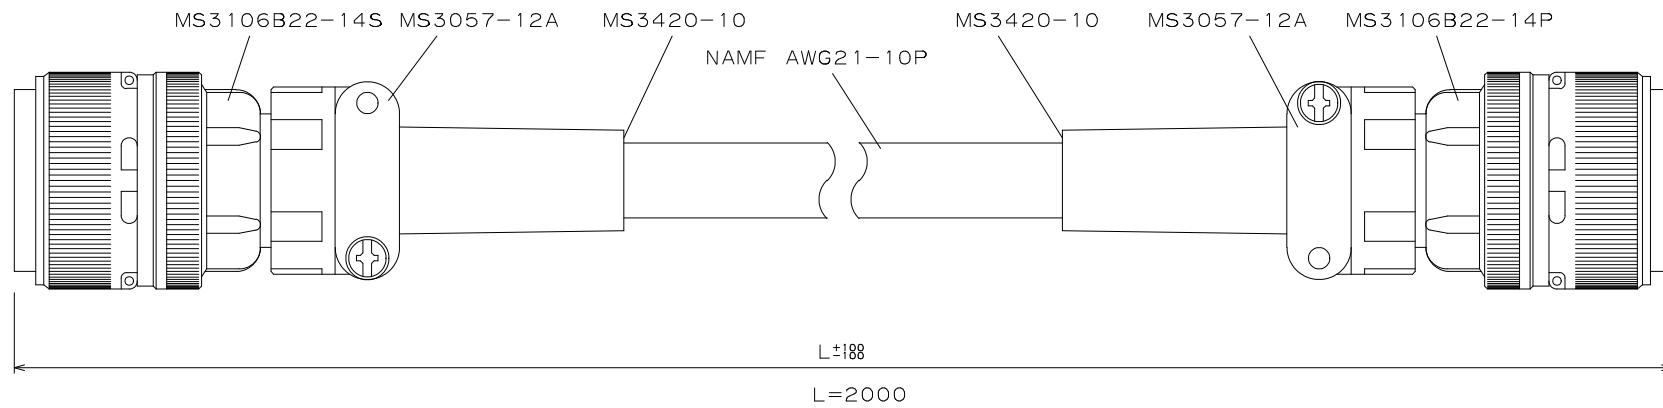 MS3106B22-14S MS3057-12A MS3420-10 MS3420-10 MS3057-12A MS3106B22-14P
NAMF AWG21-10P
L+100
-100
L=2000